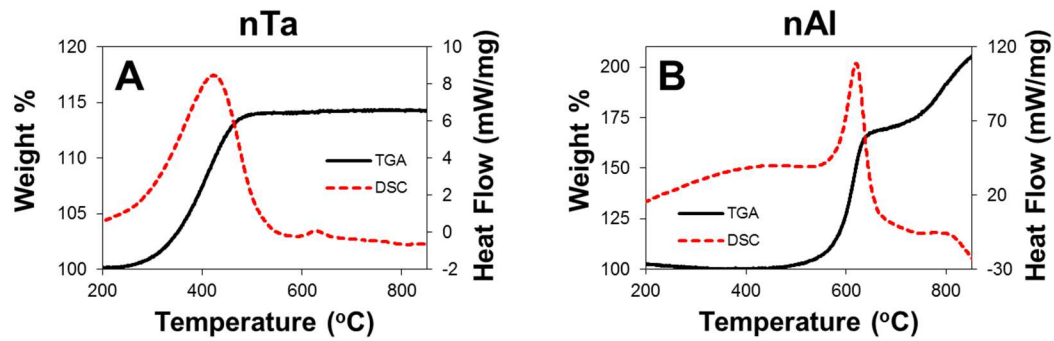 nTa
A
Weight %
120
115
110
105
100
10
8
6
4
2
0
-2
Heat Flow (mW/mg)
TGA
DSC
200 400 600 800
Temperature (ºC)
nAl
B
Weight %
200
175
150
125
100
120
70
20
-30
Heat Flow (mW/mg)
TGA
DSC
200 400 600 800
Temperature (ºC)